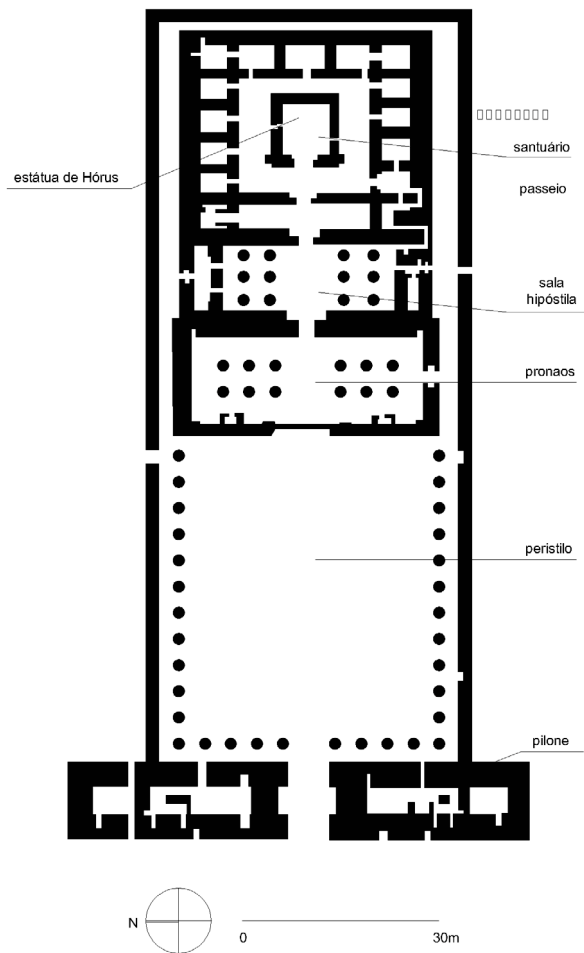 santuário
estátua de Hórus
passeio
sala
hipóstila
pronaos
peristilo
pilone
N
0
30m